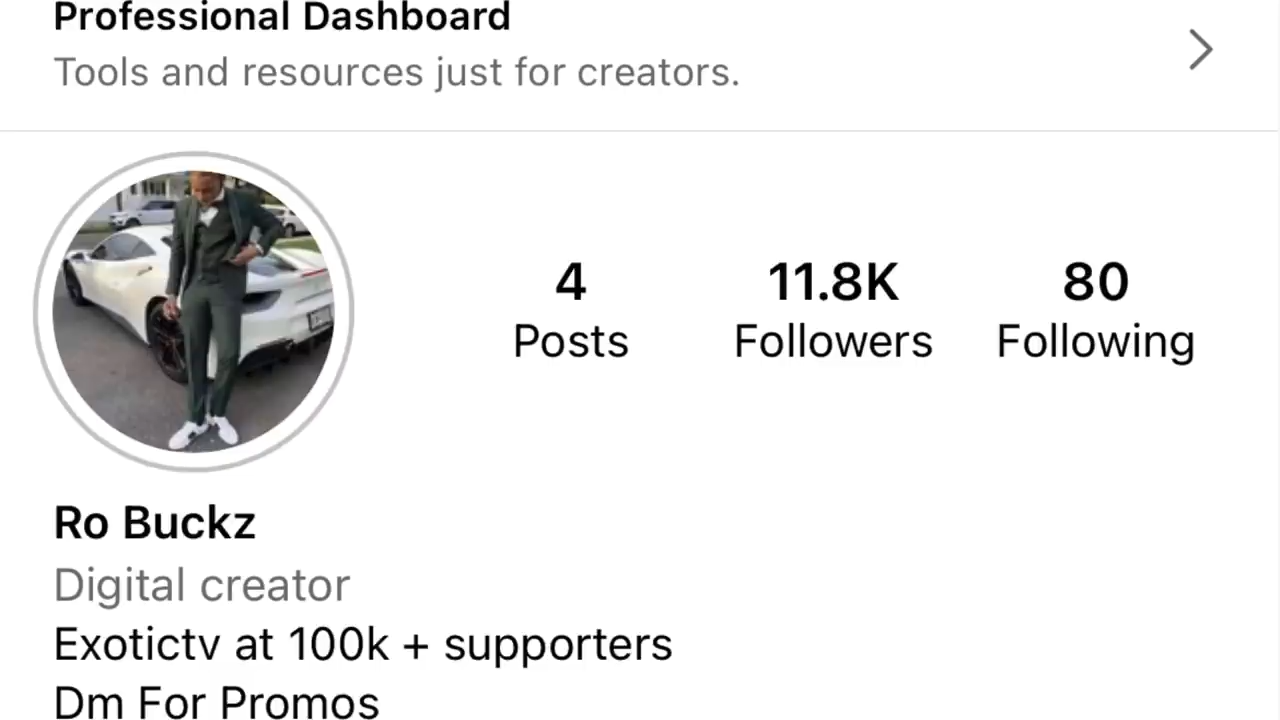 Professional Dashboard
Tools and resources just for creators.
4
Posts
11.8K
Followers
80
Following
Ro Buckz
Digital creator
Exotictv at 100k + supporters
Dm For Promos